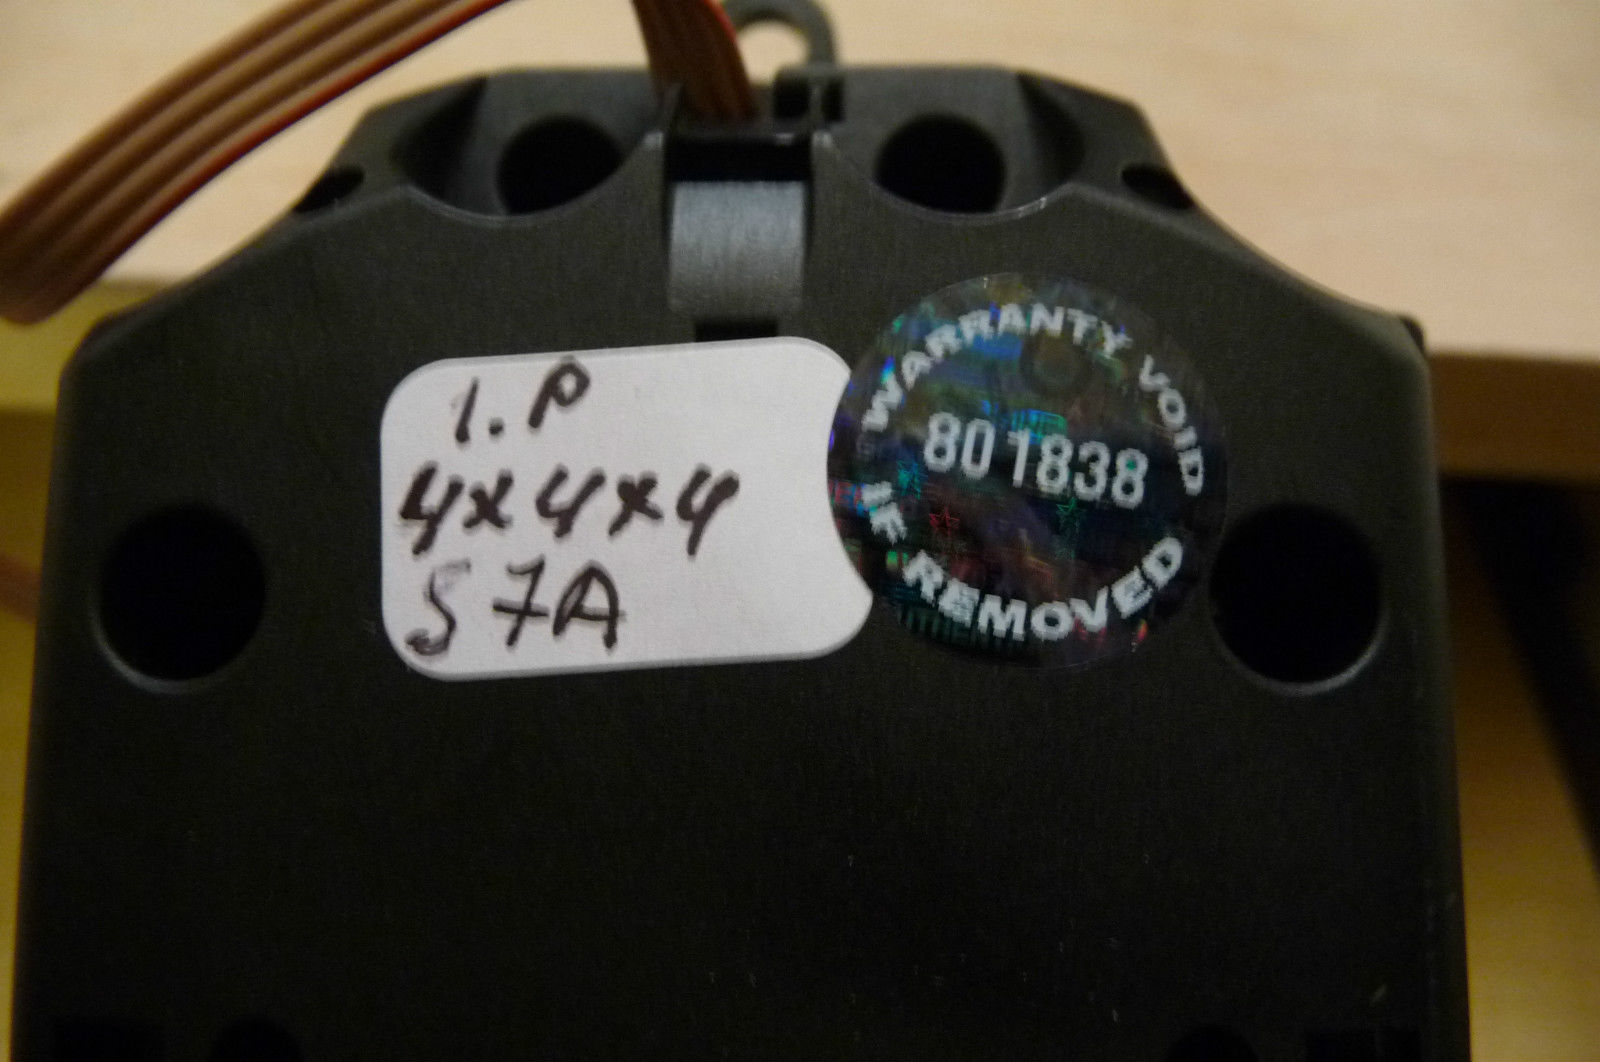 1.P
4x4x4
57A
WARRANTY VOID
801838
IF REMOVED